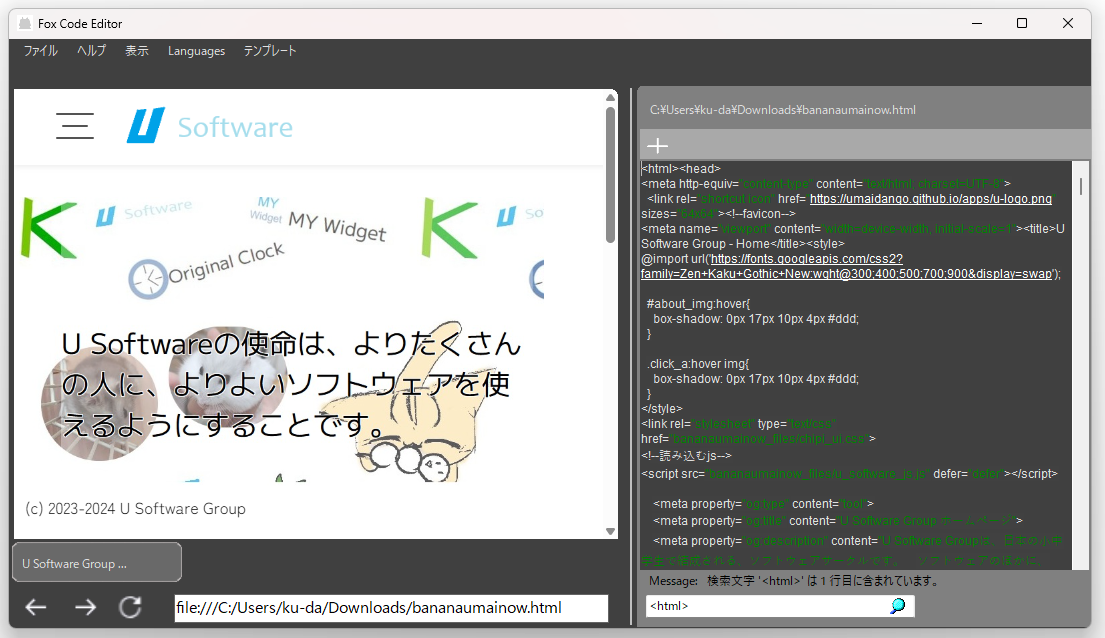 Fox Code Editor
ファイル ヘルプ 表示 Languages テンプレート
U Software
U Software
MY Widget
MY Widget
Original Clock
U So
U Softwareの使命は、よりたくさん
の人に、よりよいソフトウェアを使
えるようにすることです。
(c) 2023-2024 U Software Group
U Software Group ...
file:///C:/Users/ku-da/Downloads/bananaumainow.html
C:¥Users¥ku-da¥Downloads¥bananaumainow.html
<html><head>
<meta http-equiv="content-type" content="text/html; charset=UTF-8">
<link rel="shortcut icon" href="https://umaidango.github.io/apps/u-logo.png"
sizes="64x64"><!--favicon-->
<meta name="viewport" content="width=device-width, initial-scale=1"><title>U
Software Group - Home</title><style>
@import url('https://fonts.googleapis.com/css2?
family=Zen+Kaku+Gothic+New:wght@300;400;500;700;900&display=swap');
#about_img:hover{
box-shadow: 0px 17px 10px 4px #ddd;
}
.click_a:hover img{
box-shadow: 0px 17px 10px 4px #ddd;
}
</style>
<link rel="stylesheet" type="text/css"
href="bananaumainow_files/chipi_ui.css">
<!--読み込むjs-->
<script src="bananaumainow_files/u_software_js.js" defer="defer"></script>
<meta property="og:type" content="tool">
<meta property="og:title" content="U Software Group ホームページ">
<meta property="og:description" content="U Software Groupは、日本の小中
学生で結成される、ソフトウェアサークルです。 ソフトウェアのほかに、
Message: 検索文字 '<html>' は 1 行目に含まれています。
<html>